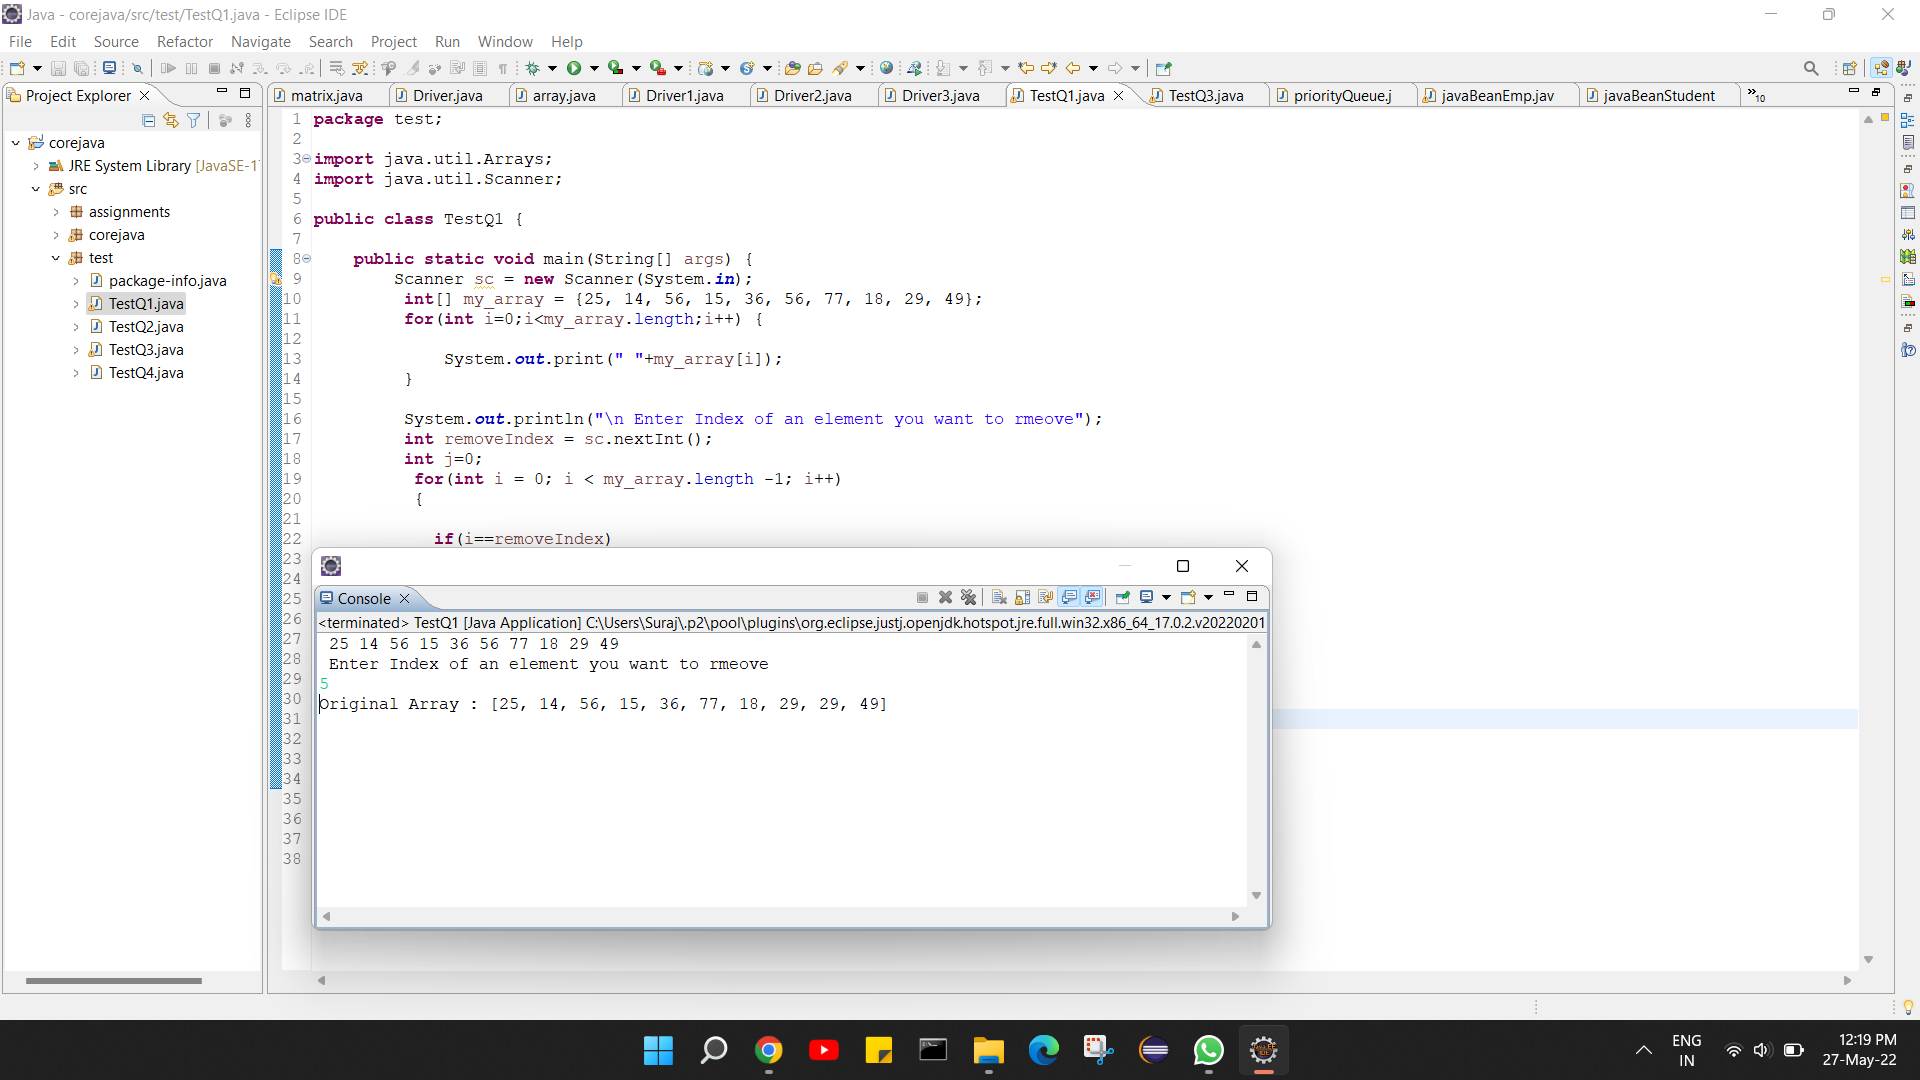 Java - corejava/src/test/TestQ1.java - Eclipse IDE
File Edit Source Refactor Navigate Search Project Run Window Help
Project Explorer
matrix.java Driver.java array.java Driver1.java Driver2.java Driver3.java TestQ1.java TestQ3.java priorityQueue.j javaBeanEmp.jav javaBeanStudent »10
corejava
JRE System Library [JavaSE-1
src
assignments
corejava
test
package-info.java
TestQ1.java
TestQ2.java
TestQ3.java
TestQ4.java
1 package test;
2
3 import java.util.Arrays;
4 import java.util.Scanner;
5
6 public class TestQ1 {
7
8 public static void main(String[] args) {
9 Scanner sc = new Scanner(System.in);
10 int[] my_array = {25, 14, 56, 15, 36, 56, 77, 18, 29, 49};
11 for(int i=0;i<my_array.length;i++) {
12
13 System.out.print(" "+my_array[i]);
14 }
15
16 System.out.println("\n Enter Index of an element you want to rmeove");
17 int removeIndex = sc.nextInt();
18 int j=0;
19 for(int i = 0; i < my_array.length -1; i++)
20 {
21
22 if(i==removeIndex)
23
24
25
26
27
28
29
30
31
32
33
34
35
36
37
38
Console
<terminated> TestQ1 [Java Application] C:\Users\Suraj\.p2\pool\plugins\org.eclipse.justj.openjdk.hotspot.jre.full.win32.x86_64_17.0.2.v20220201
25 14 56 15 36 56 77 18 29 49
Enter Index of an element you want to rmeove
5
Original Array : [25, 14, 56, 15, 36, 77, 18, 29, 29, 49]
ENG
IN
12:19 PM
27-May-22